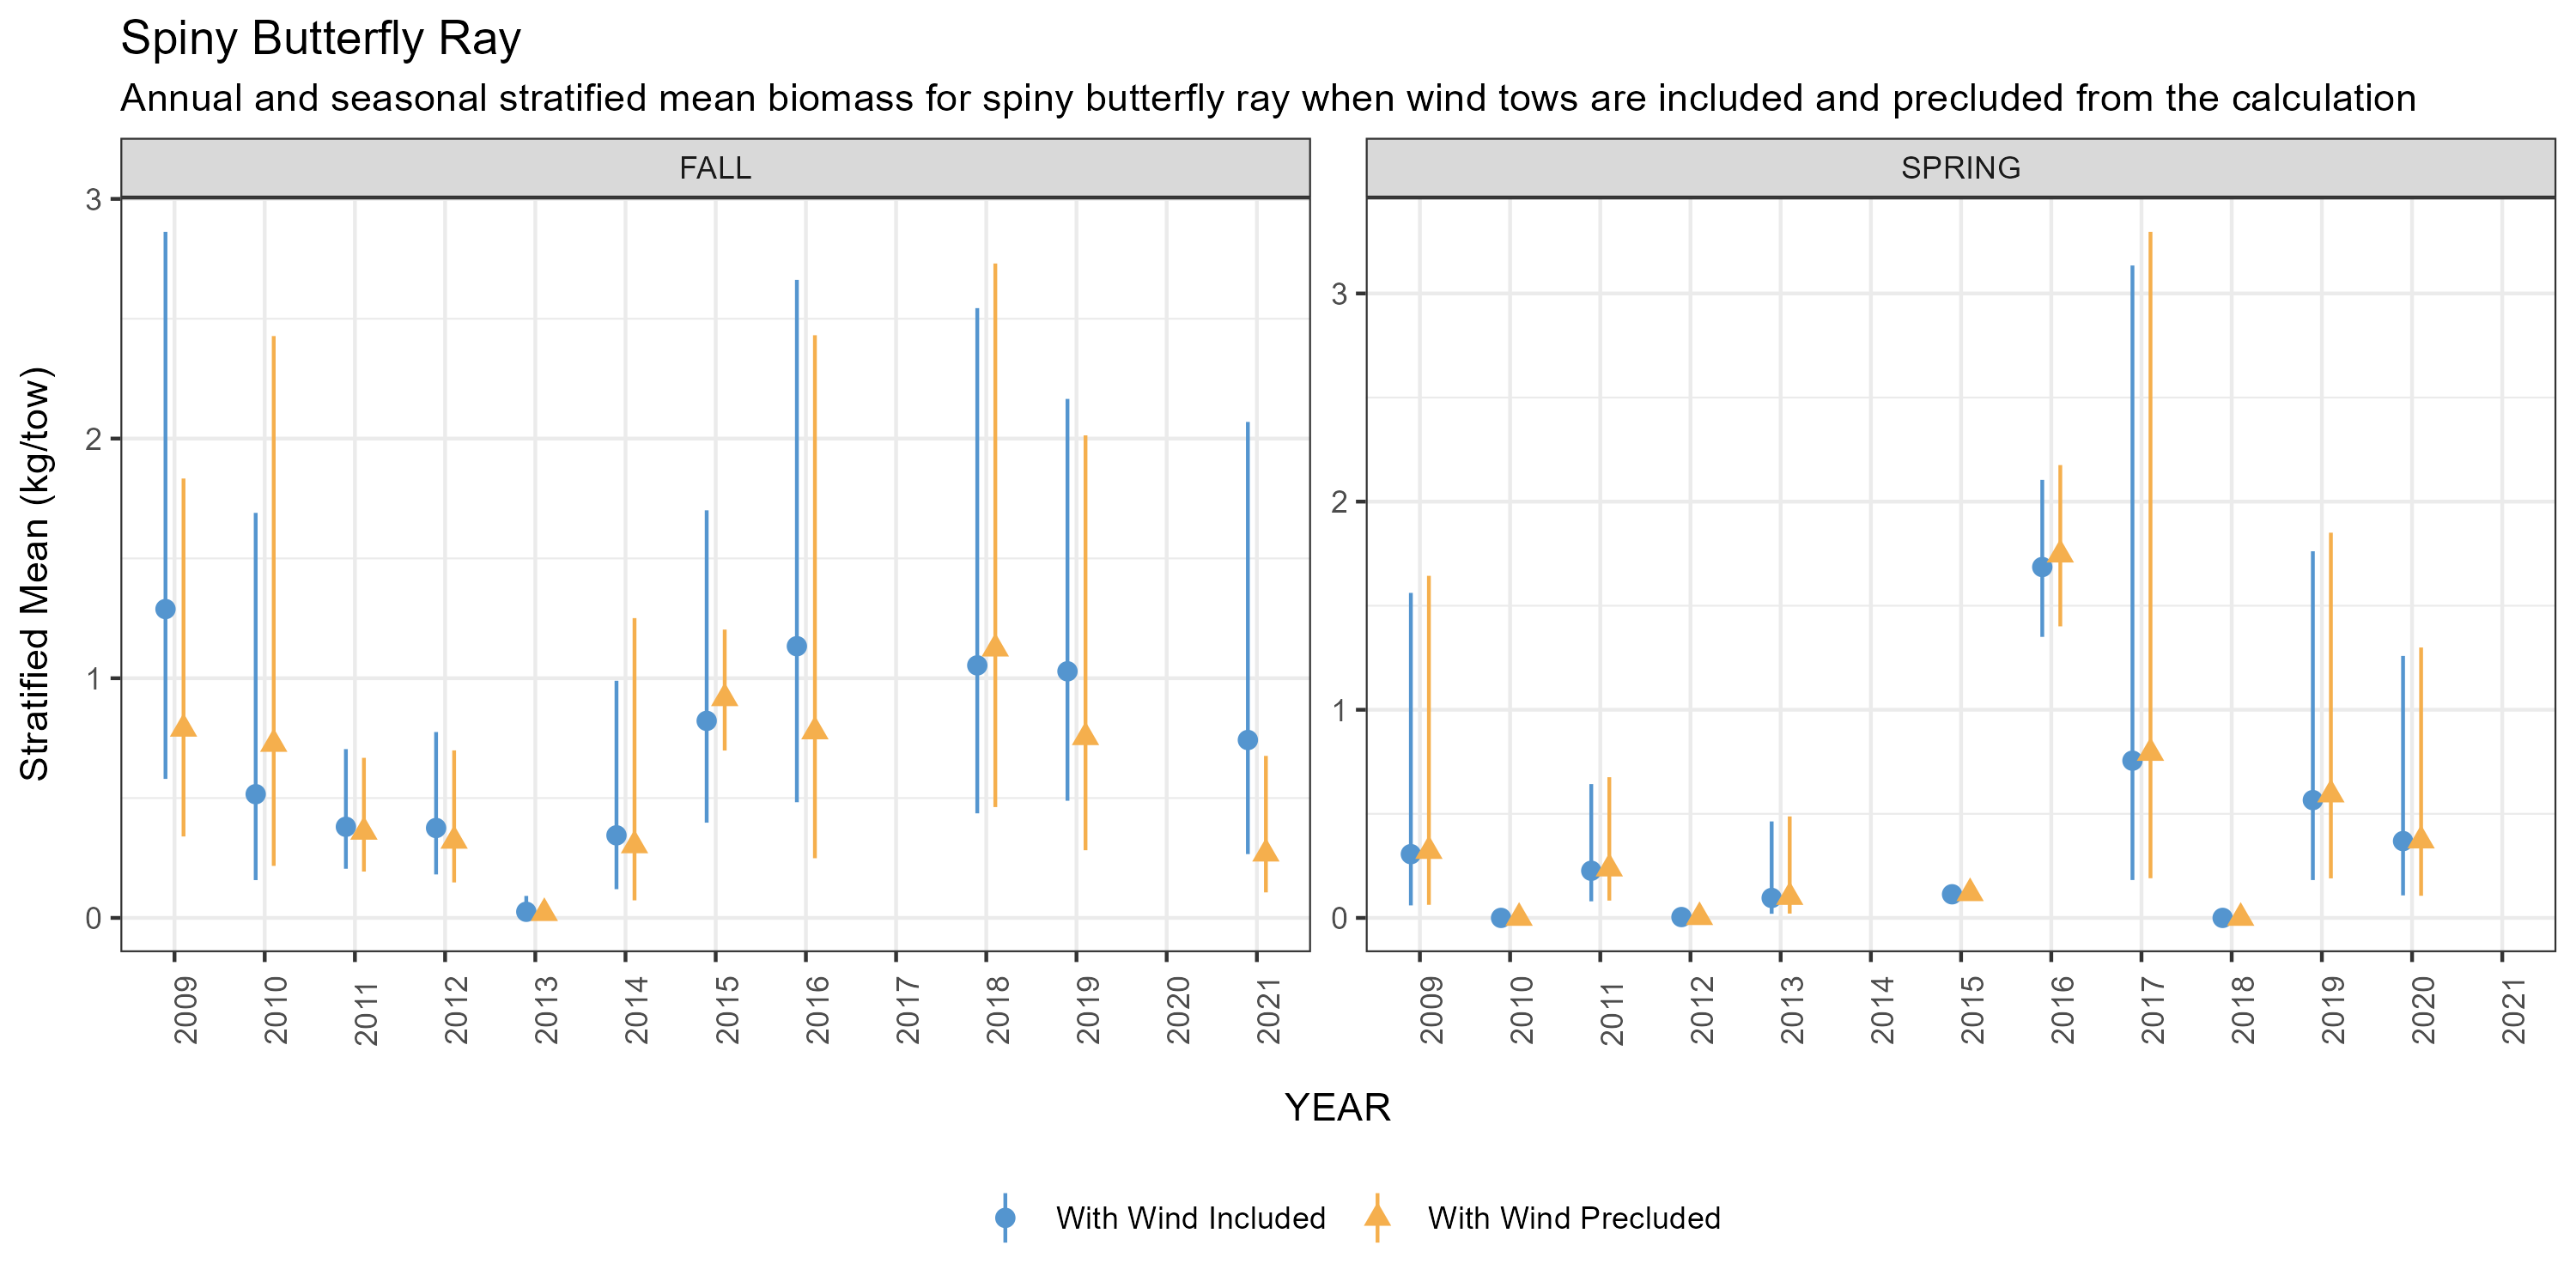 Spiny Butterfly Ray
Annual and seasonal stratified mean biomass for spiny butterfly ray when wind tows are included and precluded from the calculation
FALL
SPRING
Stratified Mean (kg/tow)
3
2
1
0
3
2
1
0
2009 2010 2011 2012 2013 2014 2015 2016 2017 2018 2019 2020 2021
2009 2010 2011 2012 2013 2014 2015 2016 2017 2018 2019 2020 2021
YEAR
With Wind Included
With Wind Precluded